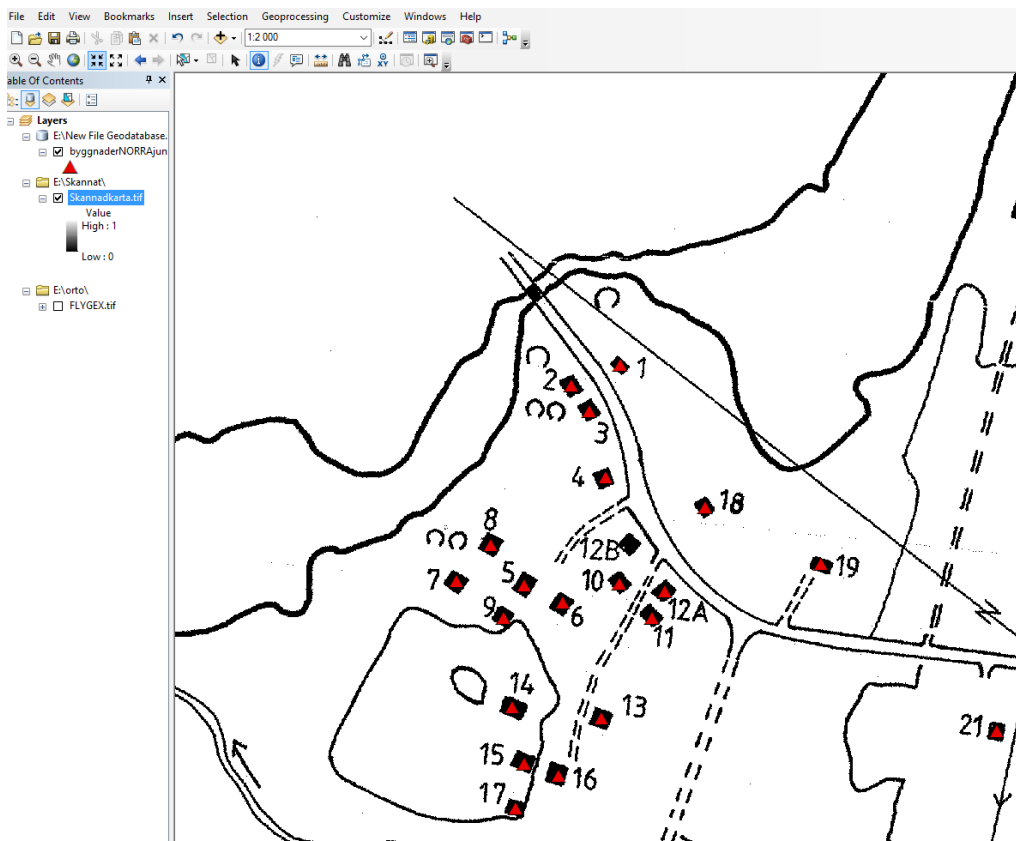 File Edit View Bookmarks Insert Selection Geoprocessing Customize Windows Help
1:2 000
able Of Contents
Layers
E:\New File Geodatabase.
byggnaderNORRAjun
E:\Skannat\
Skannadkarta.tif
Value
High : 1
Low : 0
E:\orto\
FLYGEX.tif
1
2
3
4
18
8
12B
19
7
5
10
9
6
12A
11
14
13
21
15
16
17